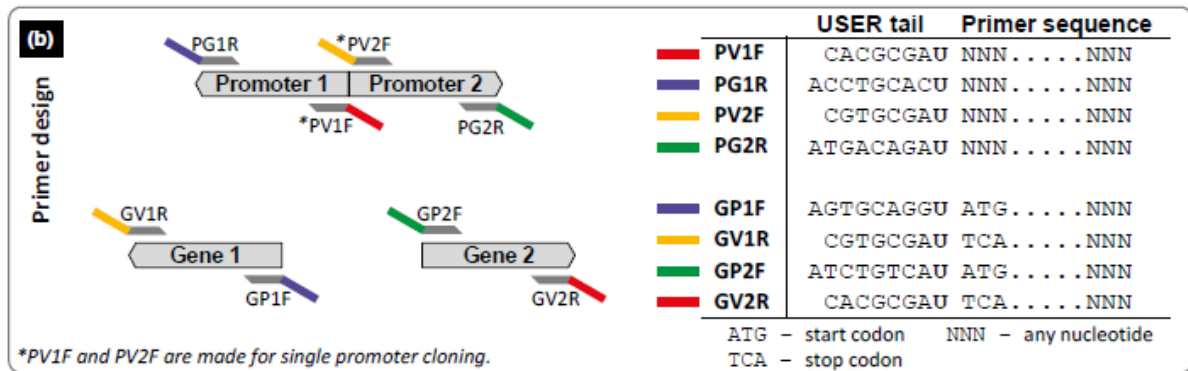 (b)
Primer design
PG1R
*PV2F
Promoter 1
Promoter 2
*PV1F
PG2R
GV1R
GP2F
Gene 1
Gene 2
GP1F
GV2R
*PV1F and PV2F are made for single promoter cloning.
USER tail Primer sequence
PV1F CACGCGAU NNN.....NNN
PG1R ACCTGCACU NNN.....NNN
PV2F CGTGCGAU NNN.....NNN
PG2R ATGACAGAU NNN.....NNN
GP1F AGTGCAGGU ATG.....NNN
GV1R CGTGCGAU TCA.....NNN
GP2F ATCTGTCAU ATG.....NNN
GV2R CACGCGAU TCA.....NNN
ATG – start codon NNN – any nucleotide
TCA – stop codon